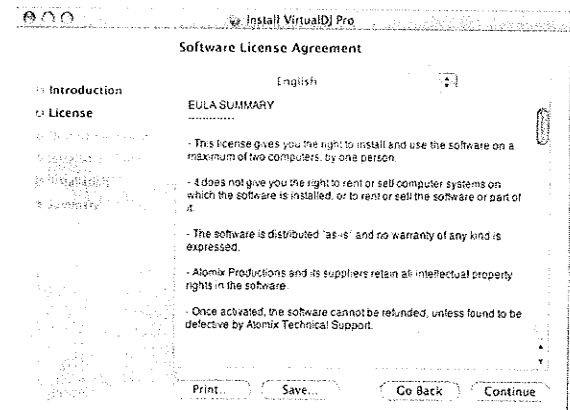 Install VirtualDJ Pro
Software License Agreement
English
Introduction
License
EULA SUMMARY
-------------
- This license gives you the right to install and use the software on a
maximum of two computers, by one person.
- it does not give you the right to rent or sell computer systems on
which the software is installed, or to rent or sell the software or part of
it.
- The software is distributed `as-is` and no warranty of any kind is
expressed.
- Atomix Productions and its suppliers retain all intellectual property
rights in the software.
- Once activated, the software cannot be refunded, unless found to be
defective by Atomix Technical Support.
Installation
Summary
Print...
Save...
Go Back
Continue